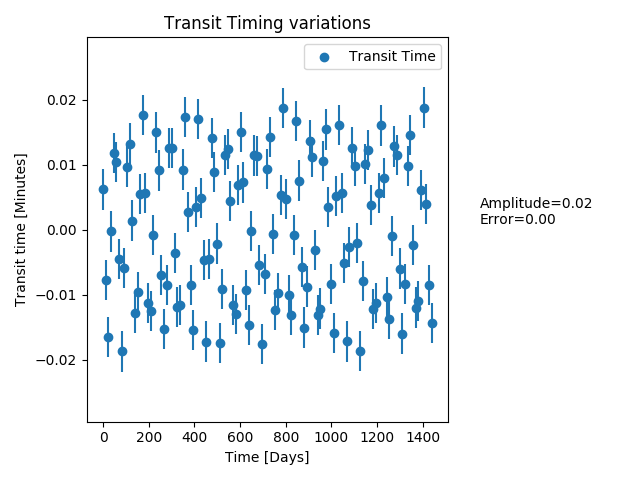 Transit Timing variations
Transit Time
0.02
0.01
0.00
−0.01
−0.02
Transit time [Minutes]
Amplitude=0.02
Error=0.00
0 200 400 600 800 1000 1200 1400
Time [Days]